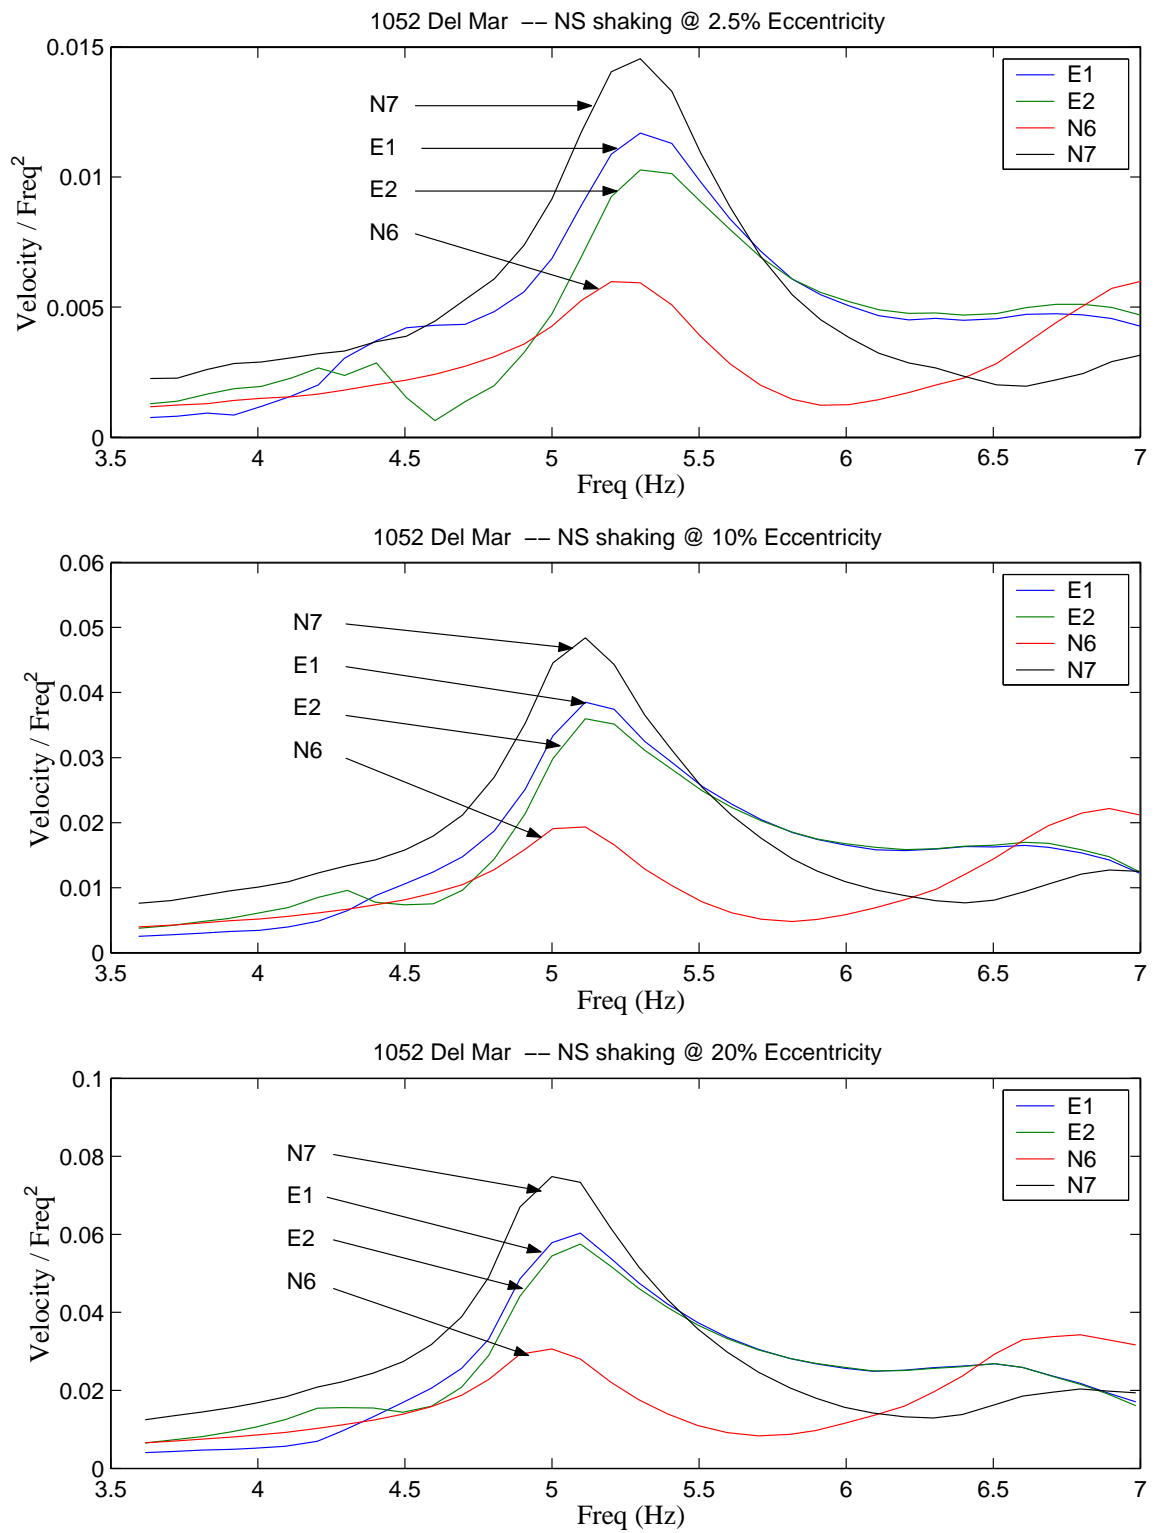 1052 Del Mar −− NS shaking @ 2.5% Eccentricity
0.015
0.01
0.005
0
Velocity / Freq²
N7
E1
E2
N6
E1
E2
N6
N7
3.5 4 4.5 5 5.5 6 6.5 7
Freq (Hz)
1052 Del Mar −− NS shaking @ 10% Eccentricity
0.06
0.05
0.04
0.03
0.02
0.01
0
Velocity / Freq²
N7
E1
E2
N6
E1
E2
N6
N7
3.5 4 4.5 5 5.5 6 6.5 7
Freq (Hz)
1052 Del Mar −− NS shaking @ 20% Eccentricity
0.1
0.08
0.06
0.04
0.02
0
Velocity / Freq²
N7
E1
E2
N6
E1
E2
N6
N7
3.5 4 4.5 5 5.5 6 6.5 7
Freq (Hz)